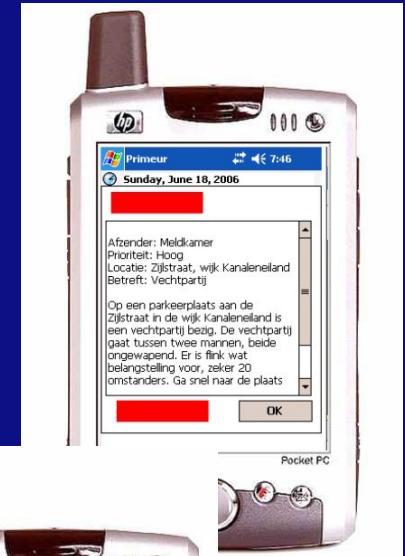 hp
Primeur 7:46
Sunday, June 18, 2006
Afzender: Meldkamer
Prioriteit: Hoog
Locatie: Zijlstraat, wijk Kanaleneiland
Betreft: Vechtpartij
Op een parkeerplaats aan de
Zijlstraat in de wijk Kanaleneiland is
een vechtpartij bezig. De vechtpartij
gaat tussen twee mannen, beide
ongewapend. Er is flink wat
belangstelling voor, zeker 20
omstanders. Ga snel naar de plaats
OK
Pocket PC